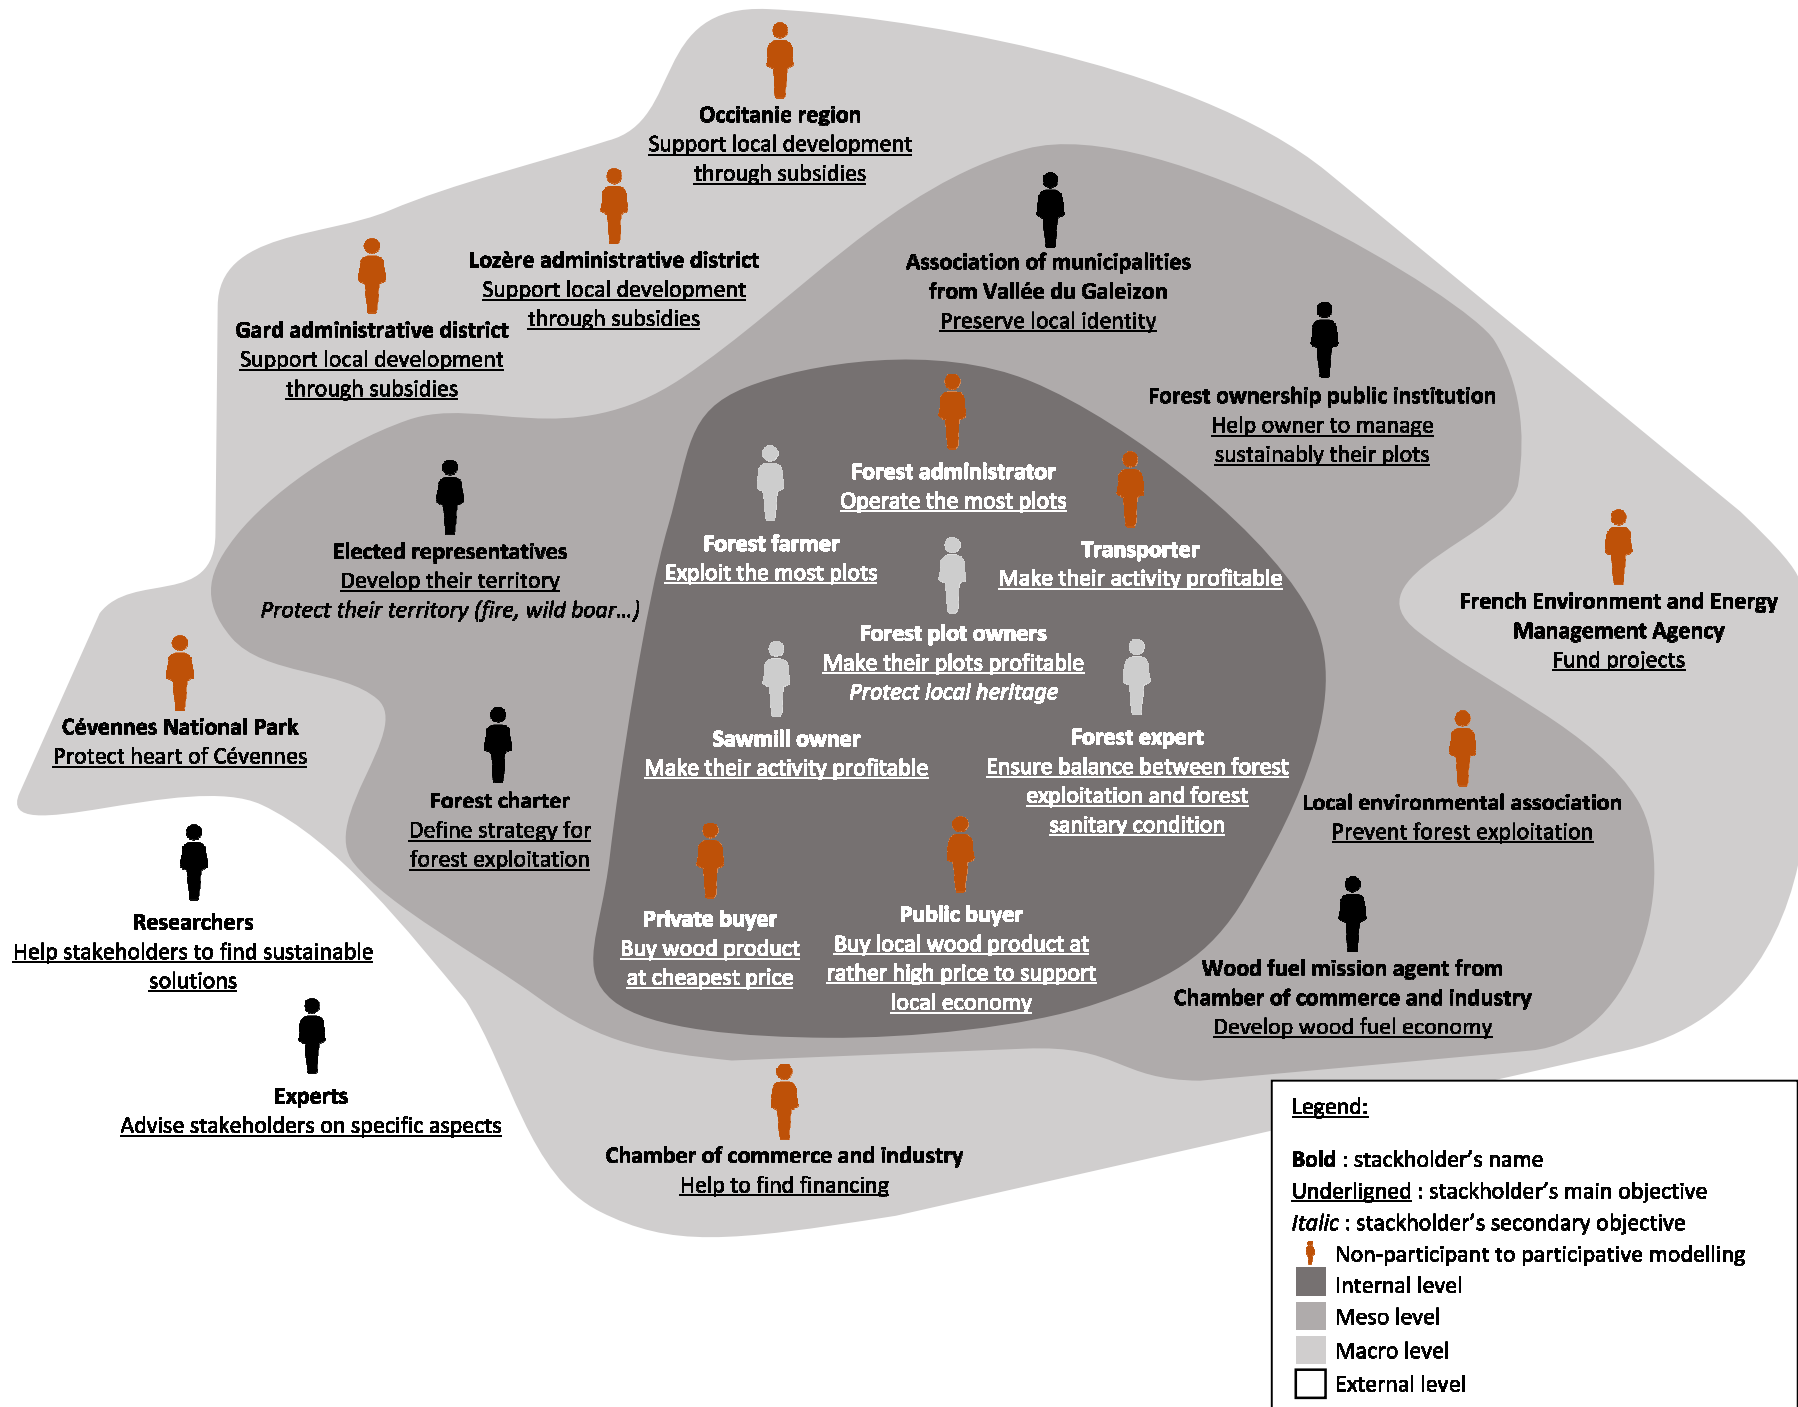 Occitanie region
Support local development
through subsidies
Lozère administrative district
Support local development
through subsidies
Gard administrative district
Support local development
through subsidies
Association of municipalities
from Vallée du Galeizon
Preserve local identity
Forest ownership public institution
Help owner to manage
sustainably their plots
Forest administrator
Operate the most plots
Forest farmer
Exploit the most plots
Transporter
Make their activity profitable
Elected representatives
Develop their territory
Protect their territory (fire, wild boar...)
Forest plot owners
Make their plots profitable
Protect local heritage
French Environment and Energy
Management Agency
Fund projects
Cévennes National Park
Protect heart of Cévennes
Sawmill owner
Make their activity profitable
Forest expert
Ensure balance between forest
exploitation and forest
sanitary condition
Forest charter
Define strategy for
forest exploitation
Local environmental association
Prevent forest exploitation
Researchers
Help stakeholders to find sustainable
solutions
Private buyer
Buy wood product
at cheapest price
Public buyer
Buy local wood product at
rather high price to support
local economy
Wood fuel mission agent from
Chamber of commerce and industry
Develop wood fuel economy
Experts
Advise stakeholders on specific aspects
Chamber of commerce and industry
Help to find financing
Legend:
Bold : stackholder's name
Underligned : stackholder's main objective
Italic : stackholder's secondary objective
Non-participant to participative modelling
Internal level
Meso level
Macro level
External level